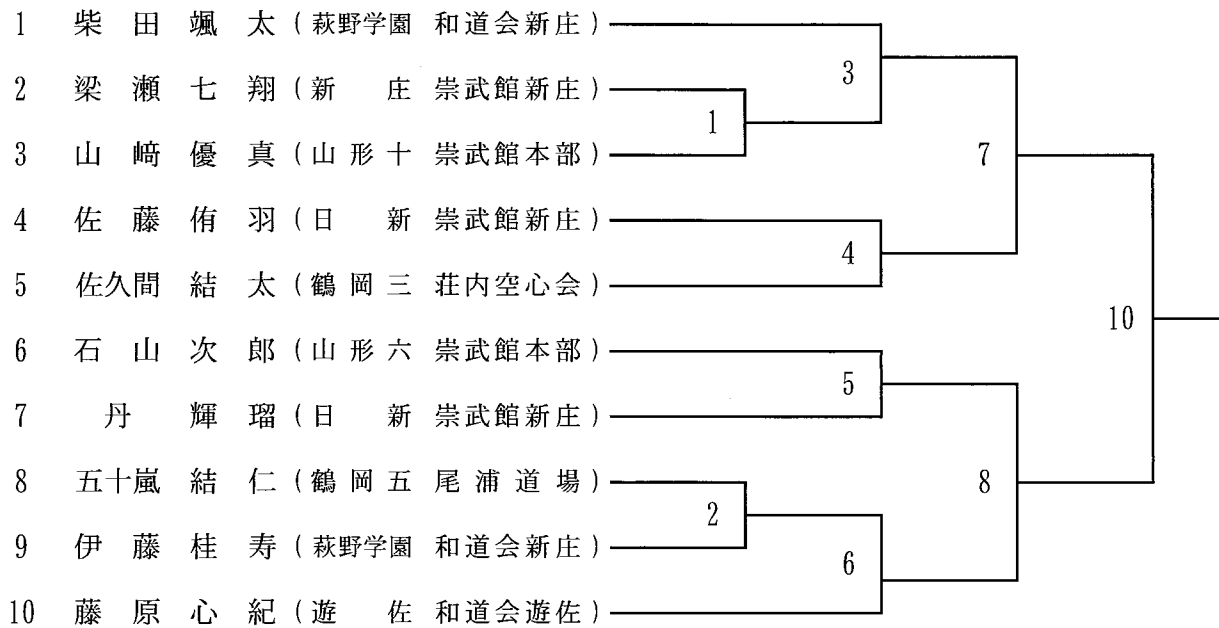 1 柴田颯太（萩野学園 和道会新庄）
3
2 梁瀬七翔（新庄 崇武館新庄）
1
3 山﨑優真（山形十 崇武館本部）
7
4 佐藤侑羽（日新 崇武館新庄）
4
5 佐久間結太（鶴岡三 荘内空心会）
10
6 石山次郎（山形六 崇武館本部）
5
7 丹輝瑠（日新 崇武館新庄）
8 五十嵐結仁（鶴岡五 尾浦道場）
8
2
9 伊藤桂寿（萩野学園 和道会新庄）
6
10 藤原心紀（遊佐 和道会遊佐）